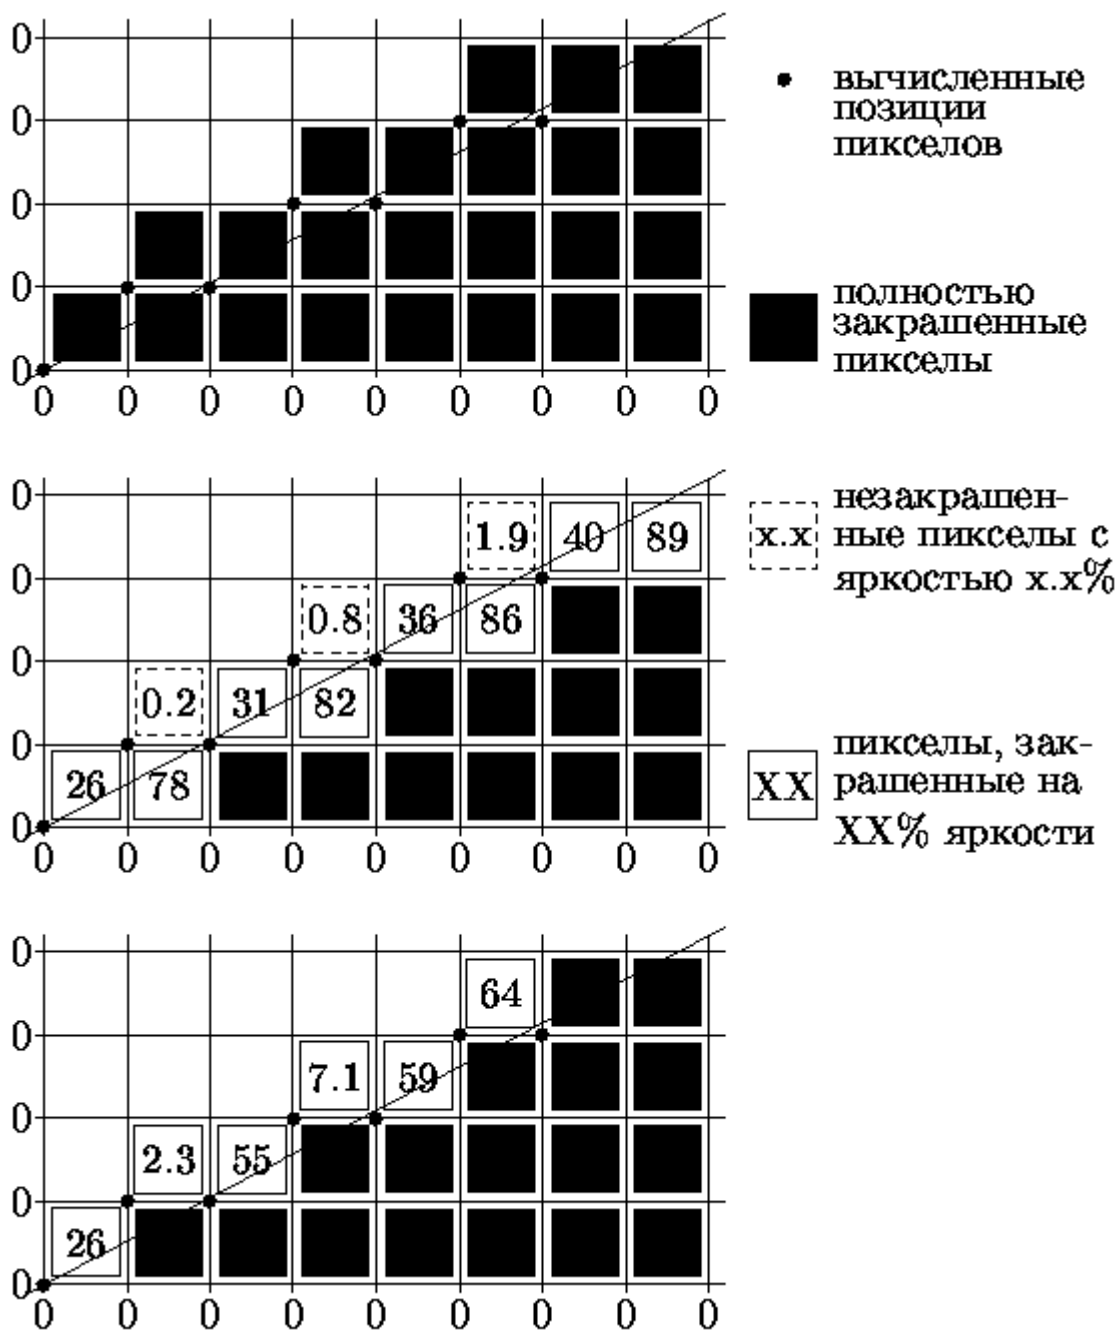 0
вычисленные
0
позиции
пикселов
0
0
полностью
закрашенные
0
пикселы
0 0 0 0 0 0 0 0 0
0
незакрашен-
x.x
ные пикселы с
1.9 40 89
яркостью x.x%
0
0.8 36 86
0
0.2 31 82
0
пикселы, зак-
26 78
XX
рашенные на
0
XX% яркости
0 0 0 0 0 0 0 0 0
0
64
0
7.1 59
0
2.3 55
0
26
0
0 0 0 0 0 0 0 0 0